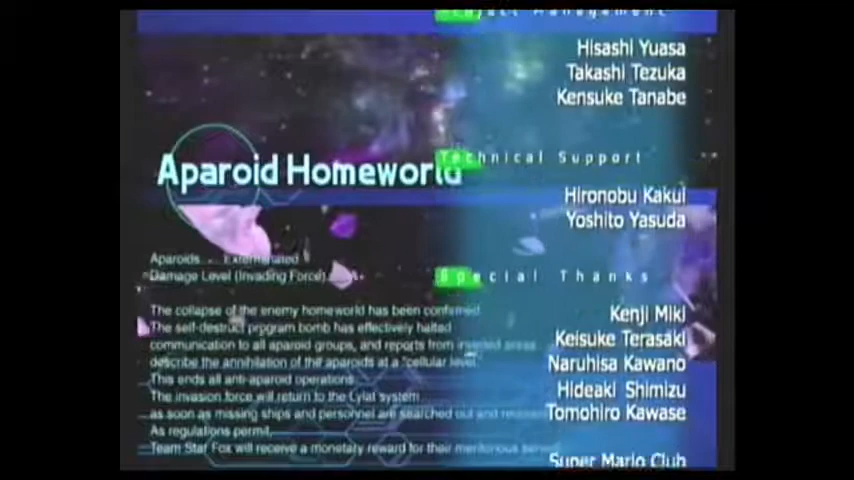 Project Management
Hisashi Yuasa
Takashi Tezuka
Kensuke Tanabe
Aparoid Homeworld
Technical Support
Hironobu Kakui
Yoshito Yasuda
Aparoids Exterminated
Damage Level (Invading Force)
Special Thanks
The collapse of the enemy homeworld has been confirmed.
The self-destruct program bomb has effectively halted
communication to all aparoid groups, and reports from invaded areas
describe the annihilation of the aparoids at a "cellular level."
This ends all anti-aparoid operations.
The invasion force will return to the Lylat system
as soon as missing ships and personnel are searched out and
As regulations permit,
Team Star Fox will receive a monetary reward for their meritorious
Kenji Miki
Keisuke Terasaki
Naruhisa Kawano
Hideaki Shimizu
Tomohiro Kawase
Super Mario Club